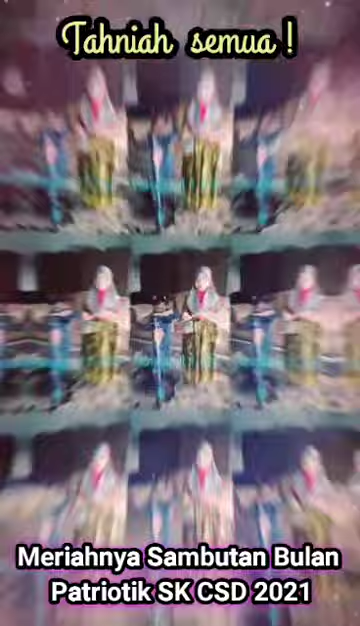 Tahniah semua !
Meriahnya Sambutan Bulan
Patriotik SK CSD 2021